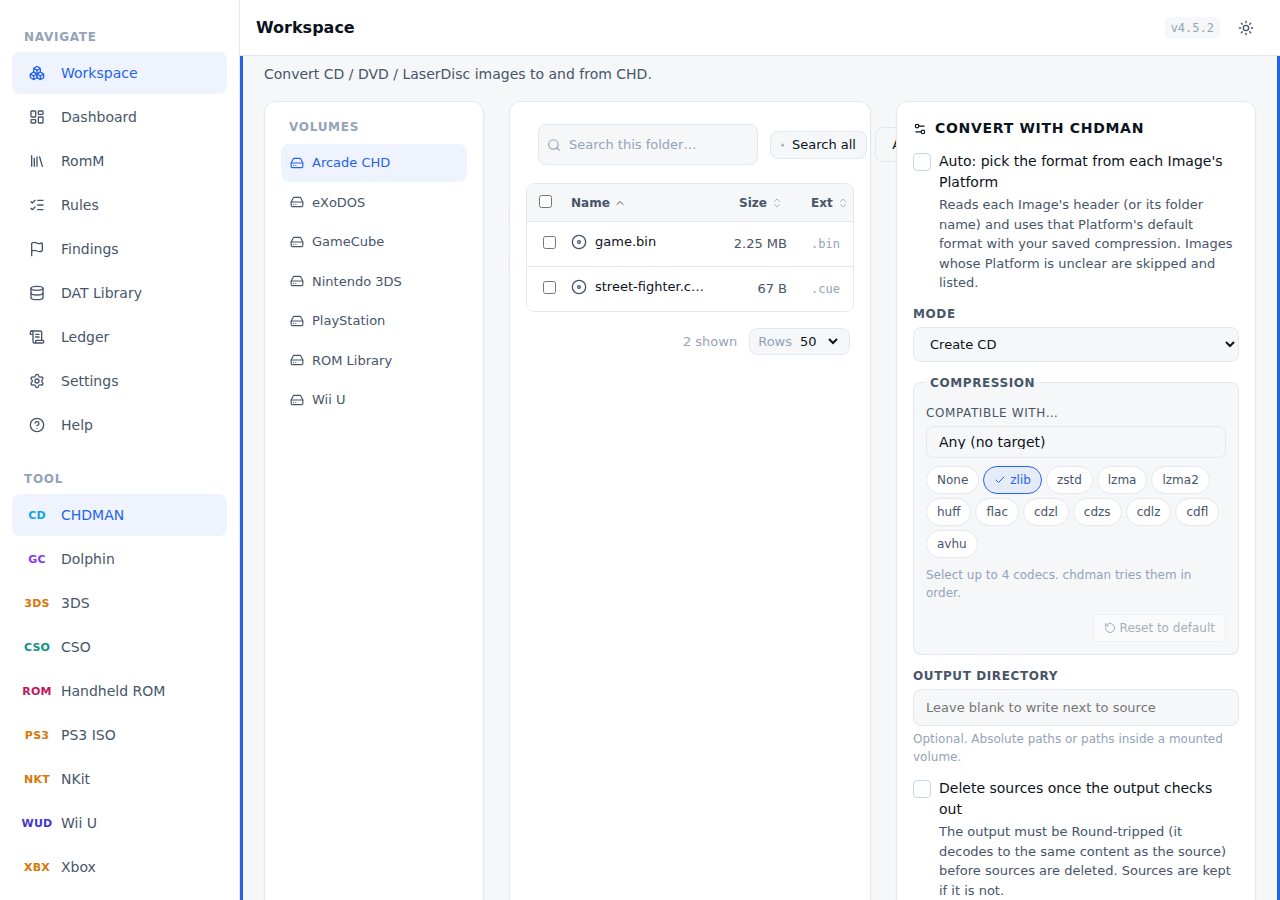 NAVIGATE
Workspace
Dashboard
RomM
Rules
Findings
DAT Library
Ledger
Settings
Help
TOOL
CD CHDMAN
GC Dolphin
3DS 3DS
CSO CSO
ROM Handheld ROM
PS3 PS3 ISO
NKT NKit
WUD Wii U
XBX Xbox
Workspace
v4.5.2
Convert CD / DVD / LaserDisc images to and from CHD.
VOLUMES
Arcade CHD
eXoDOS
GameCube
Nintendo 3DS
PlayStation
ROM Library
Wii U
Search this folder…
Search all
Name Size Ext
game.bin 2.25 MB .bin
street-fighter.c… 67 B .cue
2 shown Rows 50
CONVERT WITH CHDMAN
Auto: pick the format from each Image's
Platform
Reads each Image's header (or its folder
name) and uses that Platform's default
format with your saved compression. Images
whose Platform is unclear are skipped and
listed.
MODE
Create CD
COMPRESSION
COMPATIBLE WITH…
Any (no target)
None zlib zstd lzma lzma2
huff flac cdzl cdzs cdlz cdfl
avhu
Select up to 4 codecs. chdman tries them in
order.
Reset to default
OUTPUT DIRECTORY
Leave blank to write next to source
Optional. Absolute paths or paths inside a mounted
volume.
Delete sources once the output checks
out
The output must be Round-tripped (it
decodes to the same content as the source)
before sources are deleted. Sources are kept
if it is not.